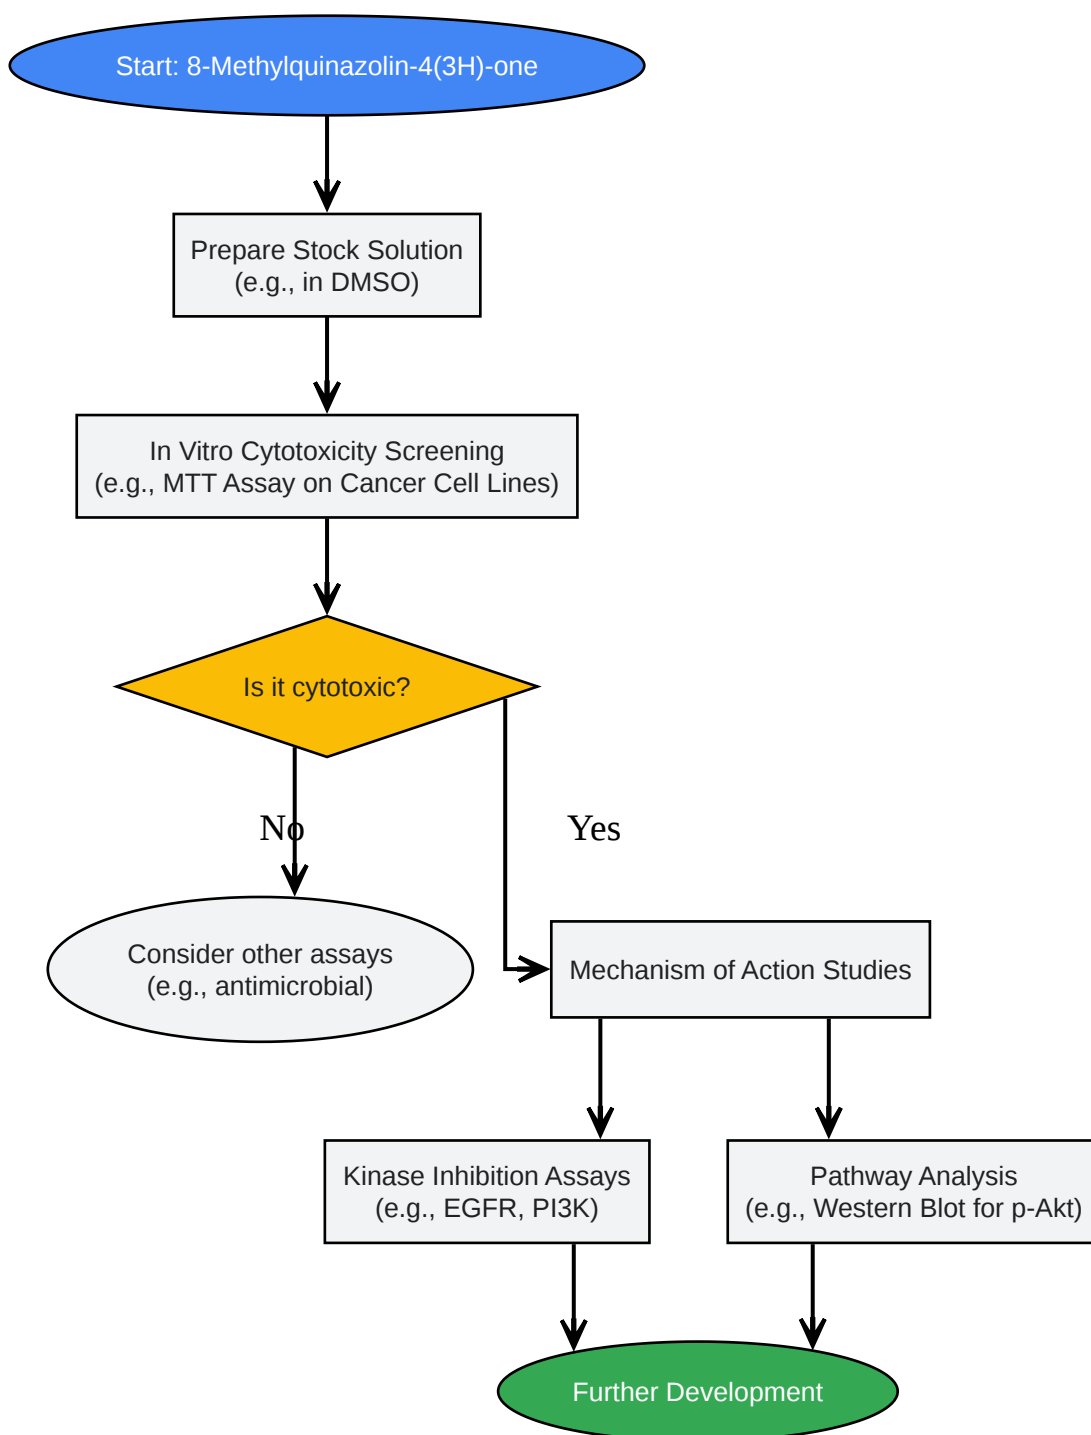 Start: 8-Methylquinazolin-4(3H)-one
Prepare Stock Solution
(e.g., in DMSO)
In Vitro Cytotoxicity Screening
(e.g., MTT Assay on Cancer Cell Lines)
Is it cytotoxic?
No
Yes
Consider other assays
(e.g., antimicrobial)
Mechanism of Action Studies
Kinase Inhibition Assays
(e.g., EGFR, PI3K)
Pathway Analysis
(e.g., Western Blot for p-Akt)
Further Development